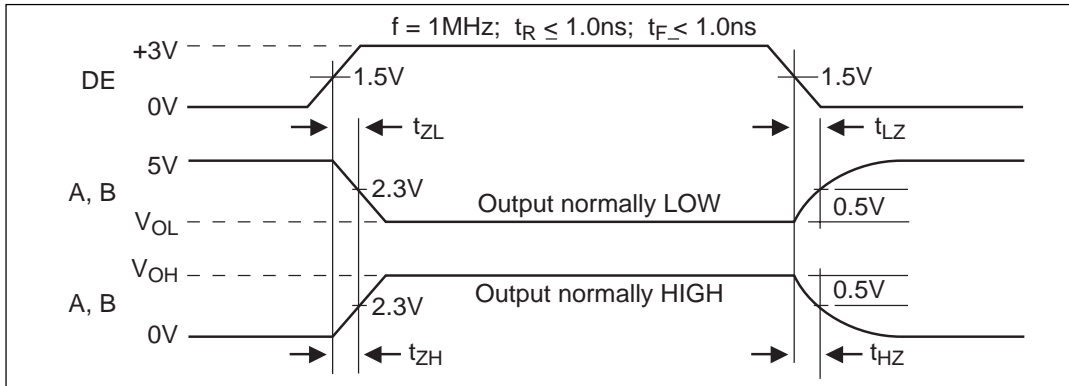 f = 1MHz; tR ≤ 1.0ns; tF ≤ 1.0ns
+3V
DE
1.5V
1.5V
0V
tZL
tLZ
5V
A, B
2.3V
Output normally LOW
0.5V
VOL
VOH
A, B
2.3V
Output normally HIGH
0.5V
0V
tZH
tHZ